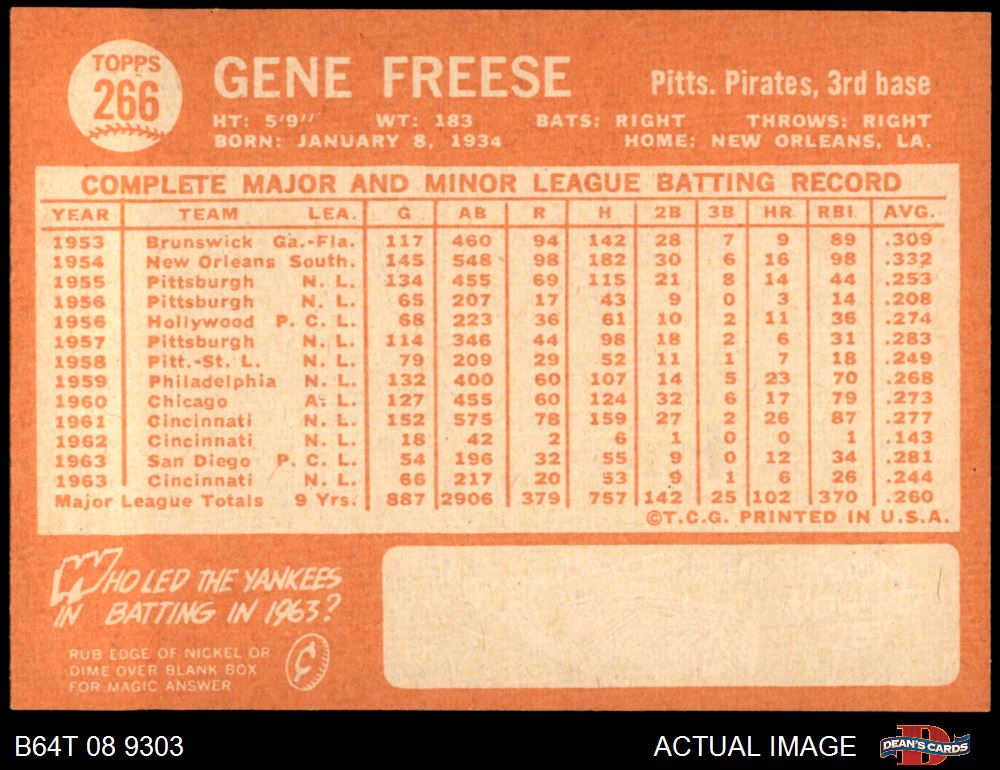 TOPPS
266
GENE FREESE
Pitts. Pirates, 3rd base
HT: 5'9" WT: 183 BATS: RIGHT THROWS: RIGHT
BORN: JANUARY 8, 1934 HOME: NEW ORLEANS, LA.
COMPLETE MAJOR AND MINOR LEAGUE BATTING RECORD
YEAR TEAM LEA. G AB R H 2B 3B HR RBI AVG.
1953 Brunswick Ga.-Fla. 117 460 94 142 28 7 9 89 .309
1954 New Orleans South. 145 548 98 182 30 6 16 98 .332
1955 Pittsburgh N. L. 134 455 69 115 21 8 14 44 .253
1956 Pittsburgh N. L. 65 207 17 43 9 0 3 14 .208
1956 Hollywood P. C. L. 68 223 36 61 10 2 11 36 .274
1957 Pittsburgh N. L. 114 346 44 98 18 2 6 31 .283
1958 Pitt.-St. L. N. L. 79 209 29 52 11 1 7 18 .249
1959 Philadelphia N. L. 132 400 60 107 14 5 23 70 .268
1960 Chicago A. L. 127 455 60 124 32 6 17 79 .273
1961 Cincinnati N. L. 152 575 78 159 27 2 26 87 .277
1962 Cincinnati N. L. 18 42 2 6 1 0 0 1 .143
1963 San Diego P. C. L. 54 196 32 55 9 0 12 34 .281
1963 Cincinnati N. L. 66 217 20 53 9 1 6 26 .244
Major League Totals 9 Yrs. 887 2906 379 757 142 25 102 370 .260
©T.C.G. PRINTED IN U.S.A.
WHO LED THE YANKEES
IN BATTING IN 1963?
RUB EDGE OF NICKEL OR
DIME OVER BLANK BOX
FOR MAGIC ANSWER
¢
B64T 08 9303
ACTUAL IMAGE
DEAN'S CARDS